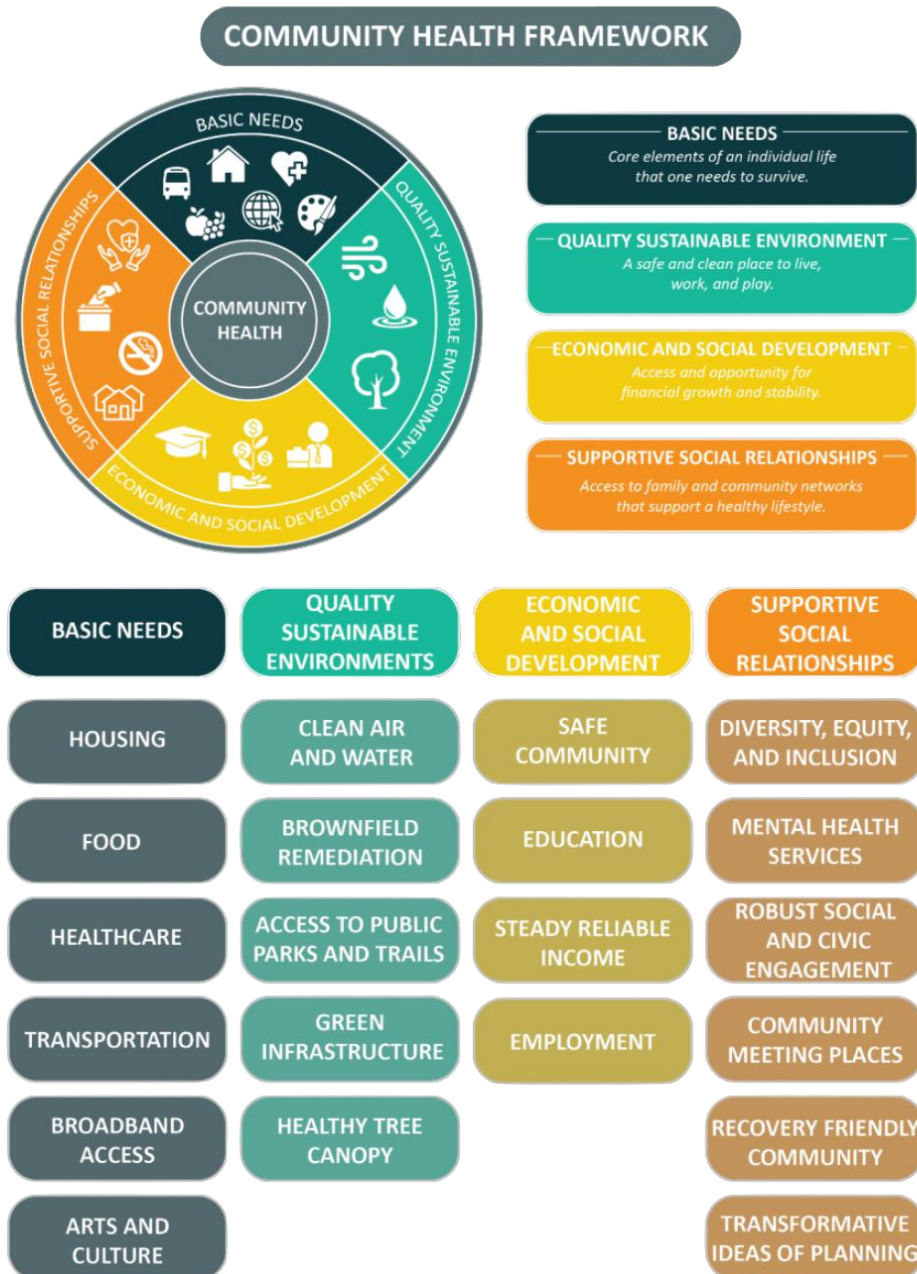 COMMUNITY HEALTH FRAMEWORK
BASIC NEEDS
QUALITY SUSTAINABLE ENVIRONMENT
ECONOMIC AND SOCIAL DEVELOPMENT
SUPPORTIVE SOCIAL RELATIONSHIPS
COMMUNITY
HEALTH
BASIC NEEDS
Core elements of an individual life
that one needs to survive.
QUALITY SUSTAINABLE ENVIRONMENT
A safe and clean place to live,
work, and play.
ECONOMIC AND SOCIAL DEVELOPMENT
Access and opportunity for
financial growth and stability.
SUPPORTIVE SOCIAL RELATIONSHIPS
Access to family and community networks
that support a healthy lifestyle.
BASIC NEEDS
HOUSING
FOOD
HEALTHCARE
TRANSPORTATION
BROADBAND
ACCESS
ARTS AND
CULTURE
QUALITY
SUSTAINABLE
ENVIRONMENTS
CLEAN AIR
AND WATER
BROWNFIELD
REMEDIATION
ACCESS TO PUBLIC
PARKS AND TRAILS
GREEN
INFRASTRUCTURE
HEALTHY TREE
CANOPY
ECONOMIC
AND SOCIAL
DEVELOPMENT
SAFE
COMMUNITY
EDUCATION
STEADY RELIABLE
INCOME
EMPLOYMENT
SUPPORTIVE
SOCIAL
RELATIONSHIPS
DIVERSITY, EQUITY,
AND INCLUSION
MENTAL HEALTH
SERVICES
ROBUST SOCIAL
AND CIVIC
ENGAGEMENT
COMMUNITY
MEETING PLACES
RECOVERY FRIENDLY
COMMUNITY
TRANSFORMATIVE
IDEAS OF PLANNING